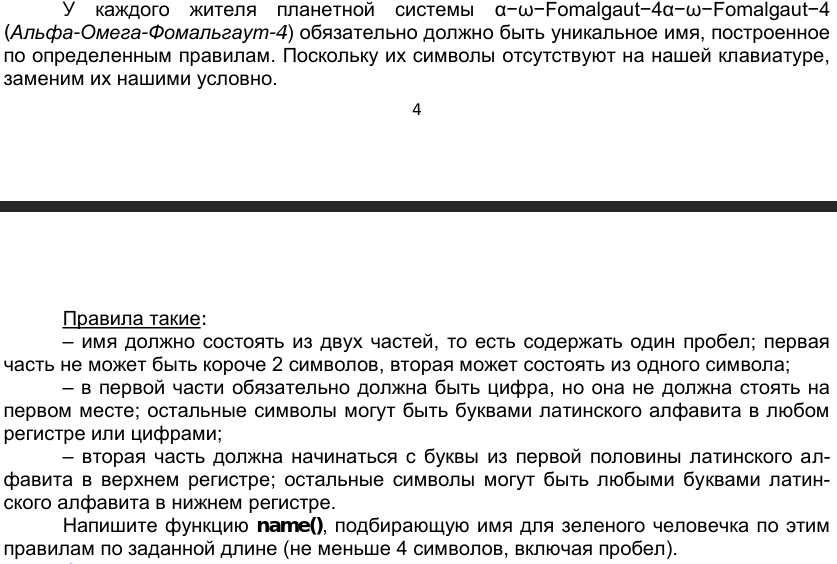 У каждого жителя планетной системы α−ω−Fomalgaut−4α−ω−Fomalgaut−4
(Альфа-Омега-Фомальгаут-4) обязательно должно быть уникальное имя, построенное
по определенным правилам. Поскольку их символы отсутствуют на нашей клавиатуре,
заменим их нашими условно.
4
Правила такие:
– имя должно состоять из двух частей, то есть содержать один пробел; первая
часть не может быть короче 2 символов, вторая может состоять из одного символа;
– в первой части обязательно должна быть цифра, но она не должна стоять на
первом месте; остальные символы могут быть буквами латинского алфавита в любом
регистре или цифрами;
– вторая часть должна начинаться с буквы из первой половины латинского ал-
фавита в верхнем регистре; остальные символы могут быть любыми буквами латин-
ского алфавита в нижнем регистре.
Напишите функцию name(), подбирающую имя для зеленого человечка по этим
правилам по заданной длине (не меньше 4 символов, включая пробел).